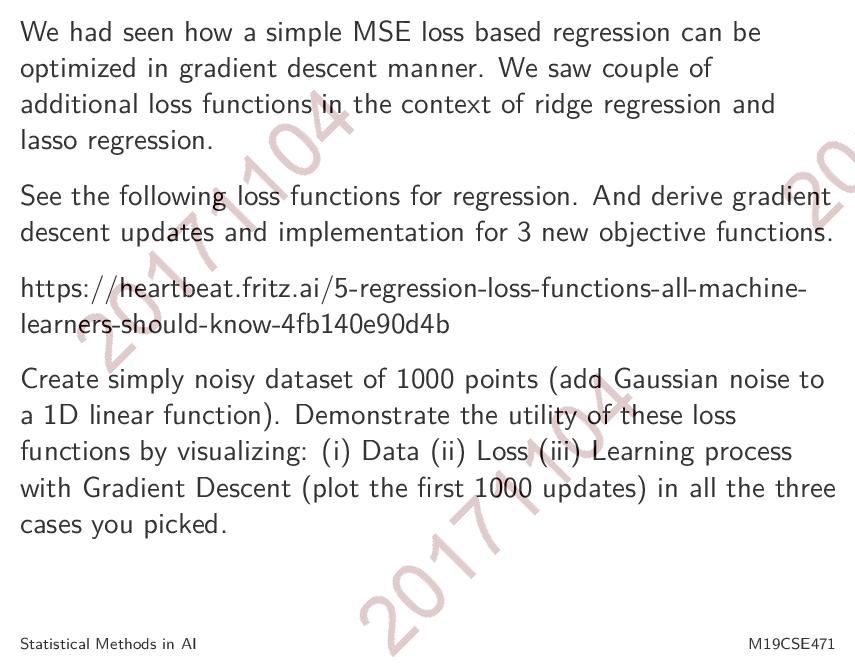 We had seen how a simple MSE loss based regression can be
optimized in gradient descent manner. We saw couple of
additional loss functions in the context of ridge regression and
lasso regression.
See the following loss functions for regression. And derive gradient
descent updates and implementation for 3 new objective functions.
https://heartbeat.fritz.ai/5-regression-loss-functions-all-machine-
learners-should-know-4fb140e90d4b
Create simply noisy dataset of 1000 points (add Gaussian noise to
a 1D linear function). Demonstrate the utility of these loss
functions by visualizing: (i) Data (ii) Loss (iii) Learning process
with Gradient Descent (plot the first 1000 updates) in all the three
cases you picked.
Statistical Methods in AI
M19CSE471
20171104
20171104
20